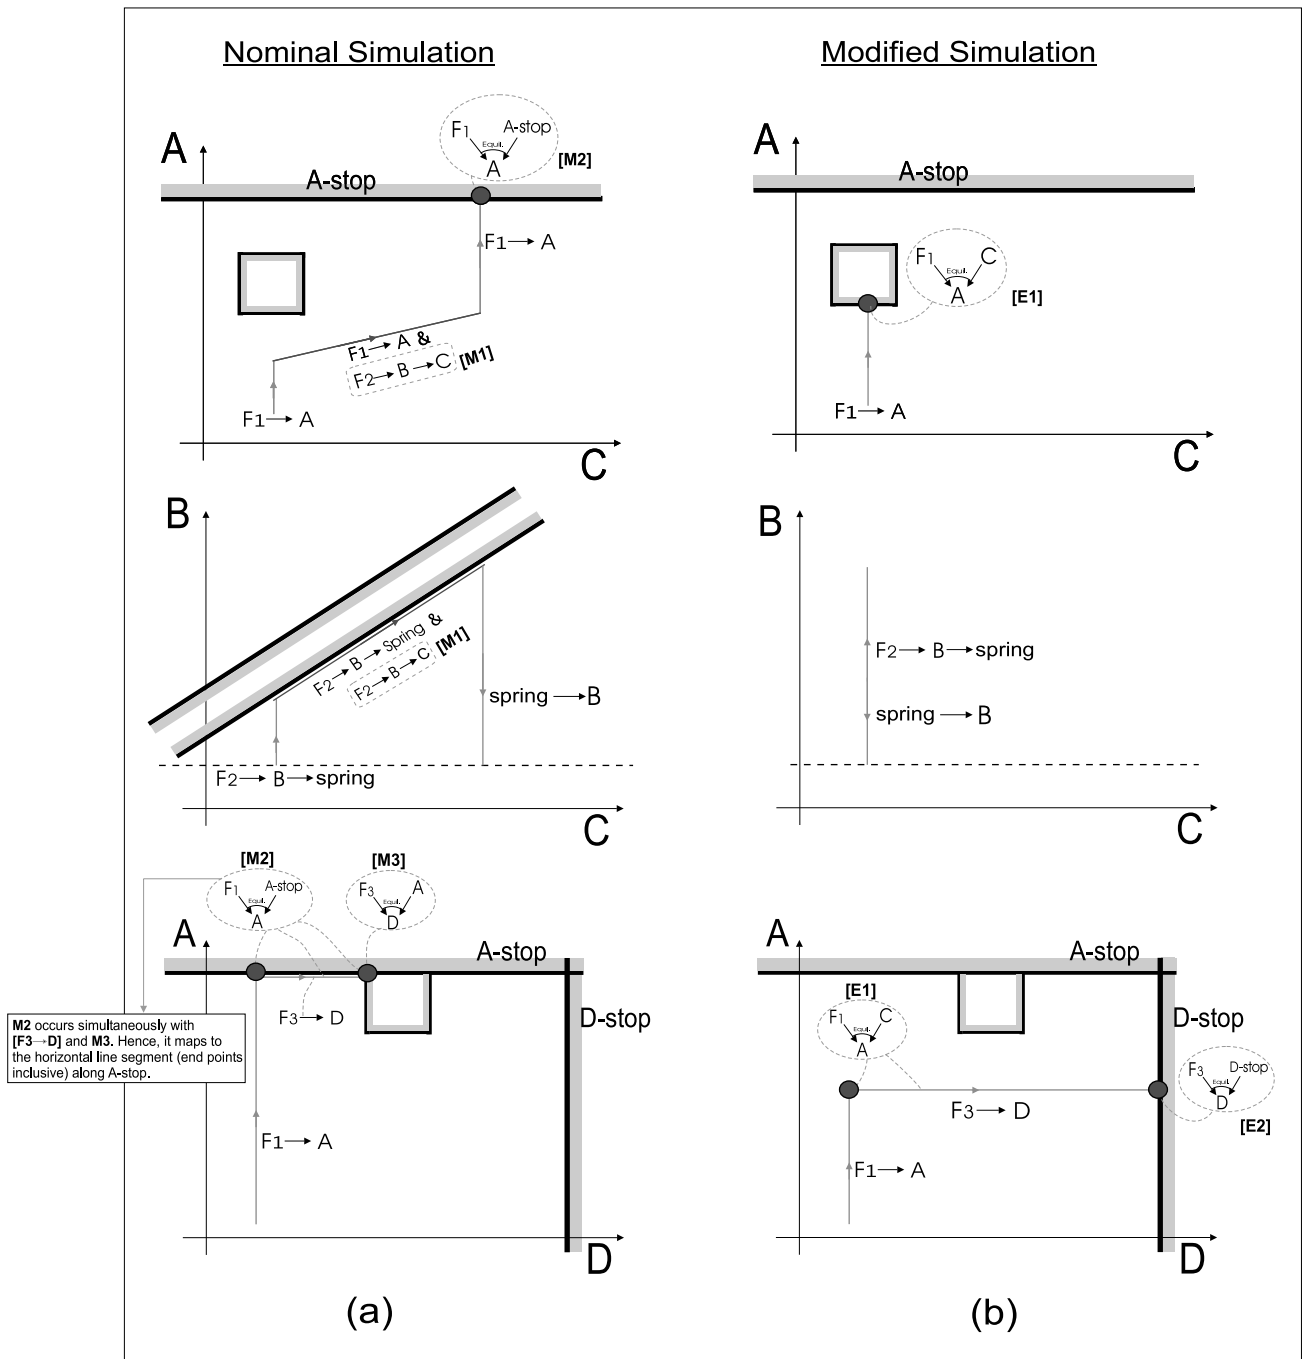 Nominal Simulation
Modified Simulation
A
F1
A-stop
Equil.
A
[M2]
A-stop
F1→A
F1→A &
F2→B→C [M1]
F1→A
C
A
A-stop
F1
C
Equil.
A
[E1]
F1→A
C
B
F2→B→Spring &
F2→B→C [M1]
spring→B
F2→B→spring
C
B
F2→B→spring
spring→B
C
[M2]
F1
A-stop
Equil.
A
[M3]
F3
A
Equil.
D
A
A-stop
F3→D
D-stop
M2 occurs simultaneously with
[F3→D] and M3. Hence, it maps to
the horizontal line segment (end points
inclusive) along A-stop.
F1→A
D
A
A-stop
[E1]
F1
C
Equil.
A
D-stop
F3
D-stop
Equil.
D
[E2]
F3→D
F1→A
D
(a)
(b)